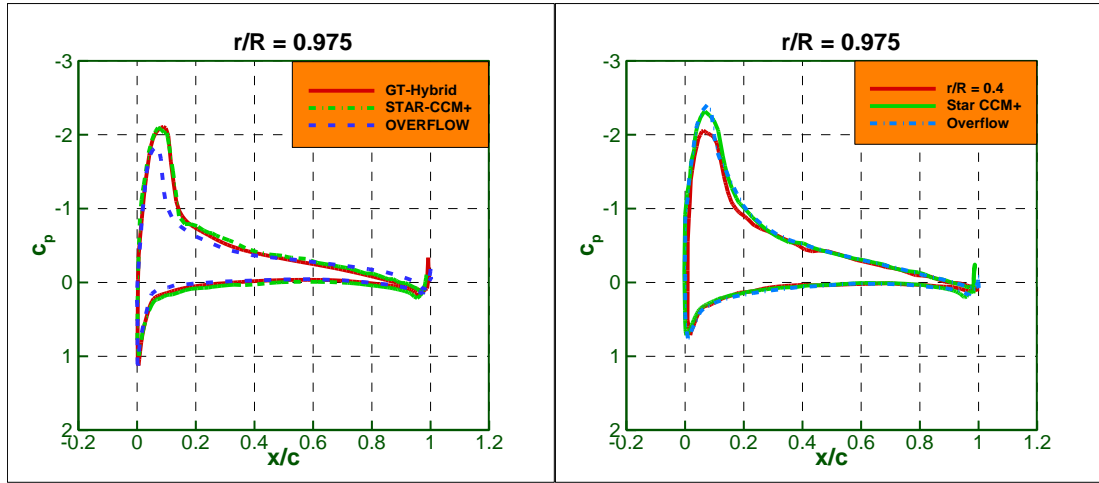 r/R = 0.975
-3
GT-Hybrid
STAR-CCM+
OVERFLOW
-2
-1
c_p
0
1
2
-0.2 0 0.2 0.4 0.6 0.8 1 1.2
x/c
r/R = 0.975
-3
r/R = 0.4
Star CCM+
Overflow
-2
-1
c_p
0
1
2
-0.2 0 0.2 0.4 0.6 0.8 1 1.2
x/c